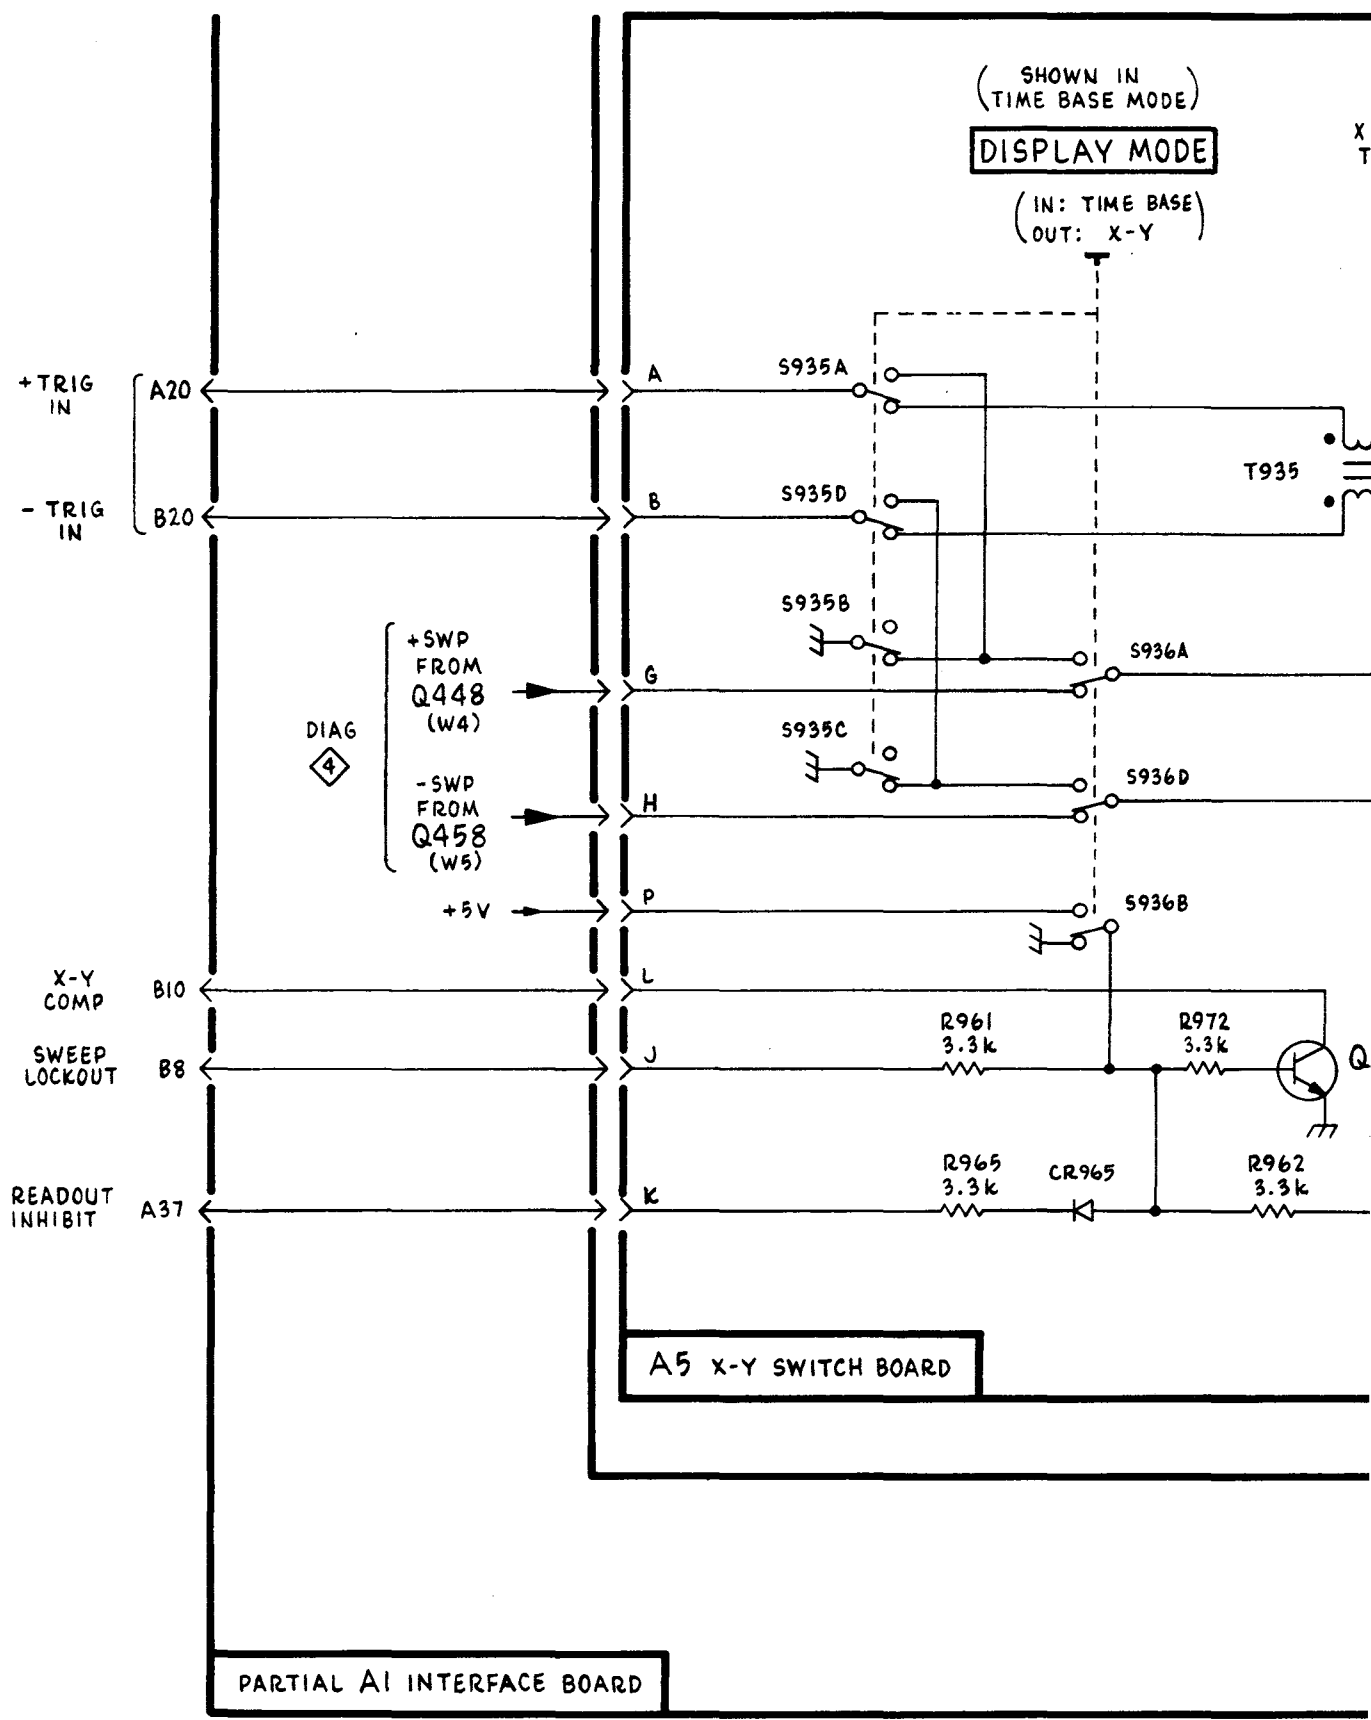 (SHOWN IN
TIME BASE MODE)
DISPLAY MODE
(IN: TIME BASE
OUT: X-Y)
X
T
+TRIG
IN
A20
A
S935A
T935
-TRIG
IN
B20
B
S935D
S935B
+SWP
FROM
Q448
(W4)
G
S936A
DIAG
4
S935C
-SWP
FROM
Q458
(W5)
H
S936D
+5V
P
S936B
X-Y
COMP
B10
L
SWEEP
LOCKOUT
B8
J
R961
3.3k
R972
3.3k
Q
READOUT
INHIBIT
A37
K
R965
3.3k
CR965
R962
3.3k
A5 X-Y SWITCH BOARD
PARTIAL A1 INTERFACE BOARD